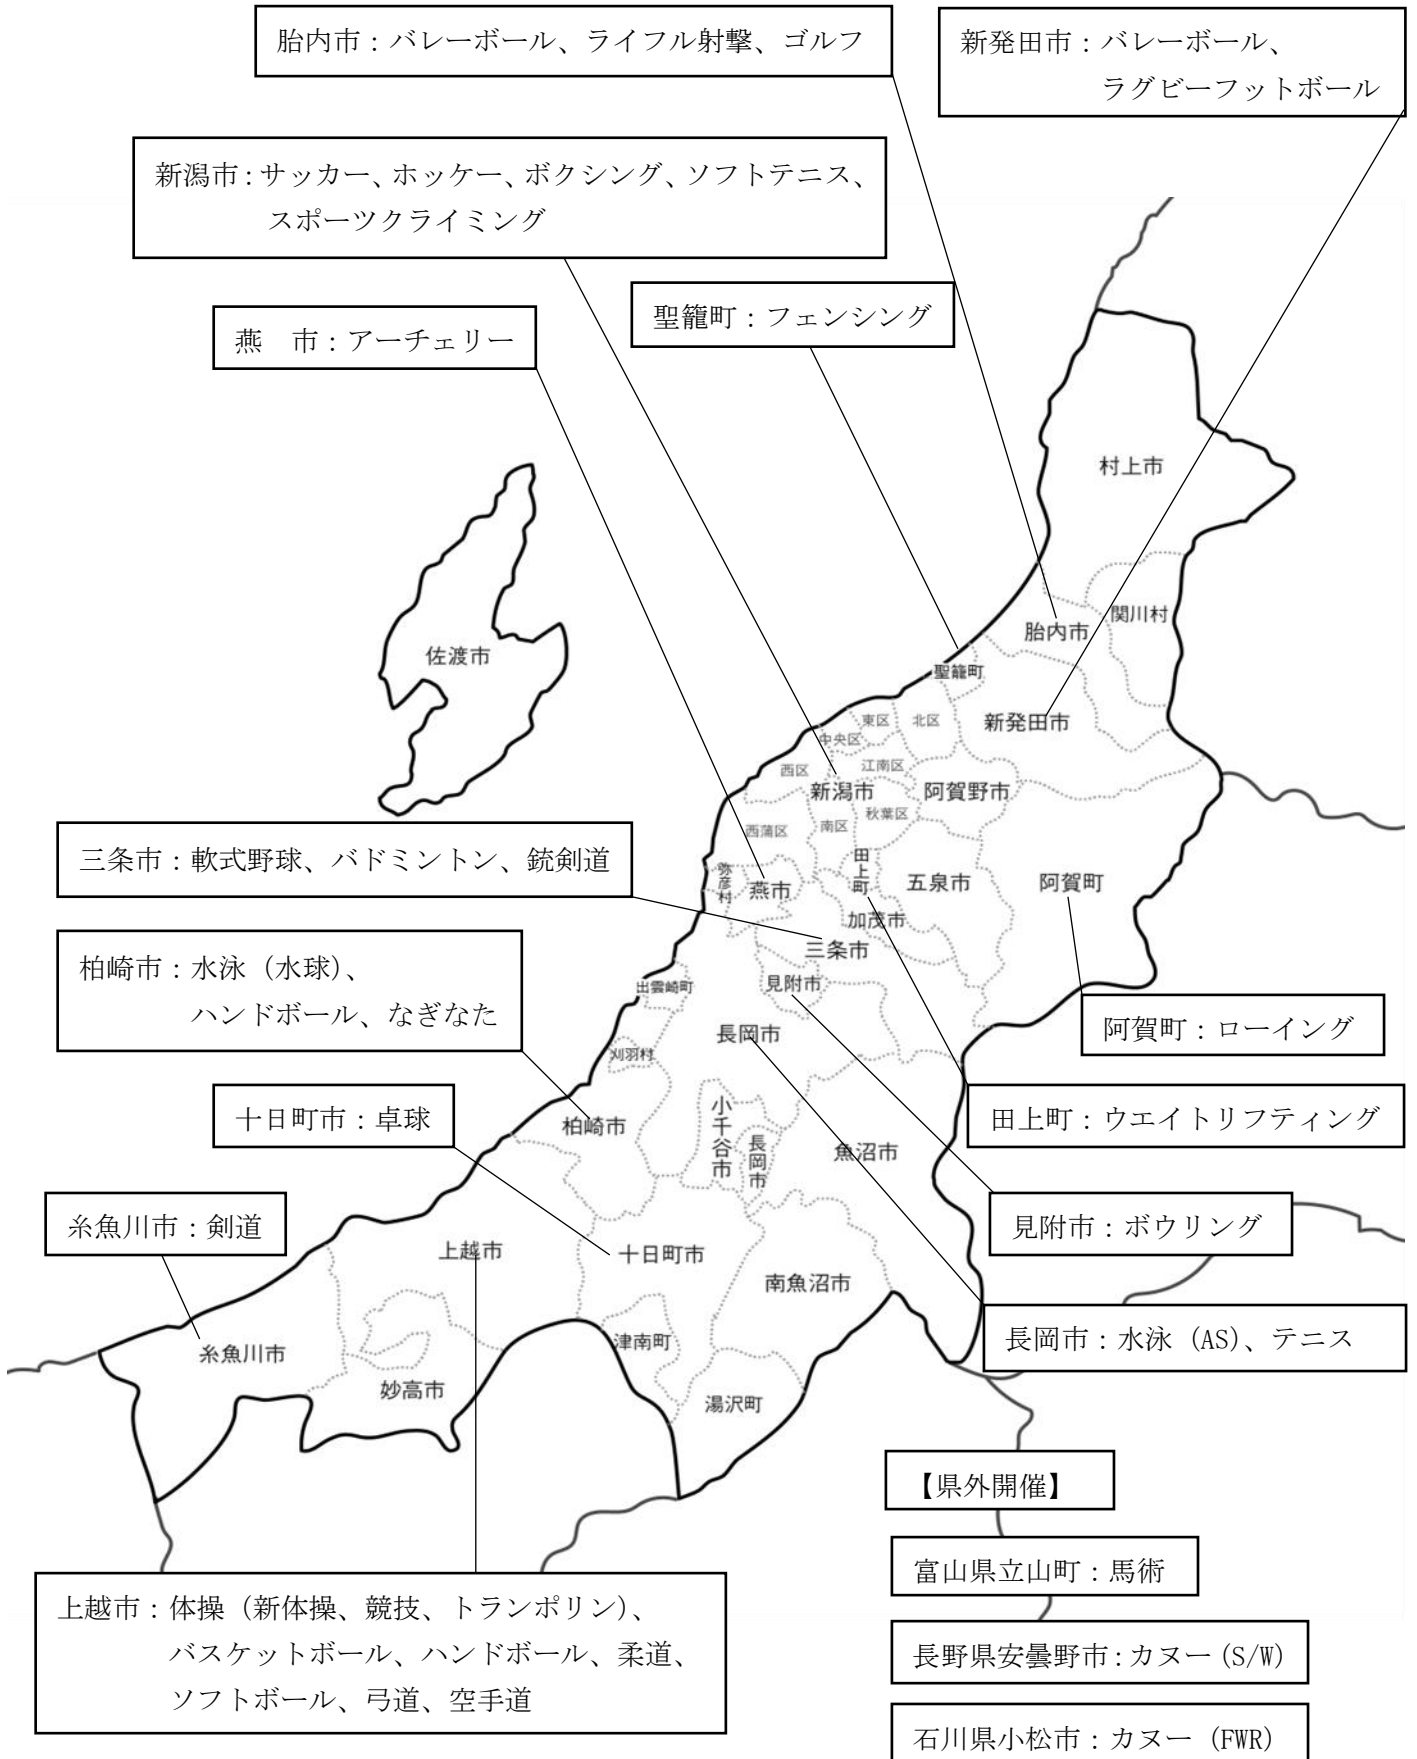 胎内市：バレーボール、ライフル射撃、ゴルフ
新発田市：バレーボール、
ラグビーフットボール
新潟市：サッカー、ホッケー、ボクシング、ソフトテニス、
スポーツクライミング
聖籠町：フェンシング
燕　市：アーチェリー
村上市
関川村
胎内市
佐渡市
聖籠町
新発田市
東区
北区
中央区
西区
江南区
新潟市
阿賀野市
秋葉区
西蒲区
南区
三条市：軟式野球、バドミントン、銃剣道
弥彦村
燕市
田上町
五泉市
阿賀町
加茂市
三条市
柏崎市：水泳（水球）、
ハンドボール、なぎなた
出雲崎町
見附市
阿賀町：ローイング
長岡市
刈羽村
十日町市：卓球
柏崎市
小千谷市
長岡市
魚沼市
田上町：ウエイトリフティング
糸魚川市：剣道
見附市：ボウリング
上越市
十日町市
南魚沼市
長岡市：水泳（AS）、テニス
糸魚川市
津南町
妙高市
湯沢町
【県外開催】
富山県立山町：馬術
上越市：体操（新体操、競技、トランポリン）、
バスケットボール、ハンドボール、柔道、
ソフトボール、弓道、空手道
長野県安曇野市：カヌー（S/W）
石川県小松市：カヌー（FWR）